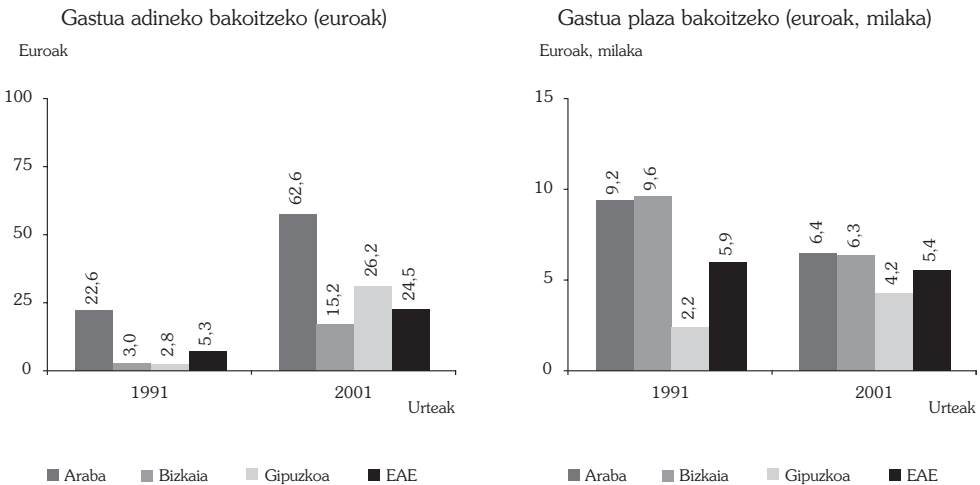 Gastua adineko bakoitzeko (euroak)
Euroak
100
75
50
25
0
22,6
3,0
2,8
5,3
62,6
15,2
26,2
24,5
1991
2001
Urteak
Araba
Bizkaia
Gipuzkoa
EAE
Gastua plaza bakoitzeko (euroak, milaka)
Euroak, milaka
15
10
5
0
9,2
9,6
2,2
5,9
6,4
6,3
4,2
5,4
1991
2001
Urteak
Araba
Bizkaia
Gipuzkoa
EAE